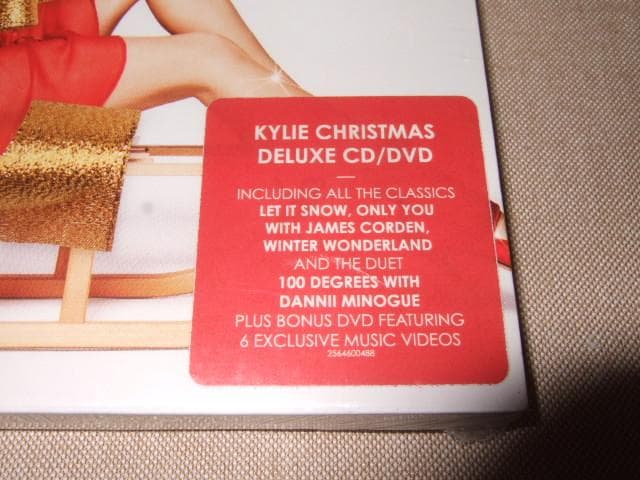 KYLIE CHRISTMAS
DELUXE CD/DVD
—
INCLUDING ALL THE CLASSICS
LET IT SNOW, ONLY YOU
WITH JAMES CORDEN,
WINTER WONDERLAND
AND THE DUET
100 DEGREES WITH
DANNII MINOGUE
PLUS BONUS DVD FEATURING
6 EXCLUSIVE MUSIC VIDEOS
2564600488